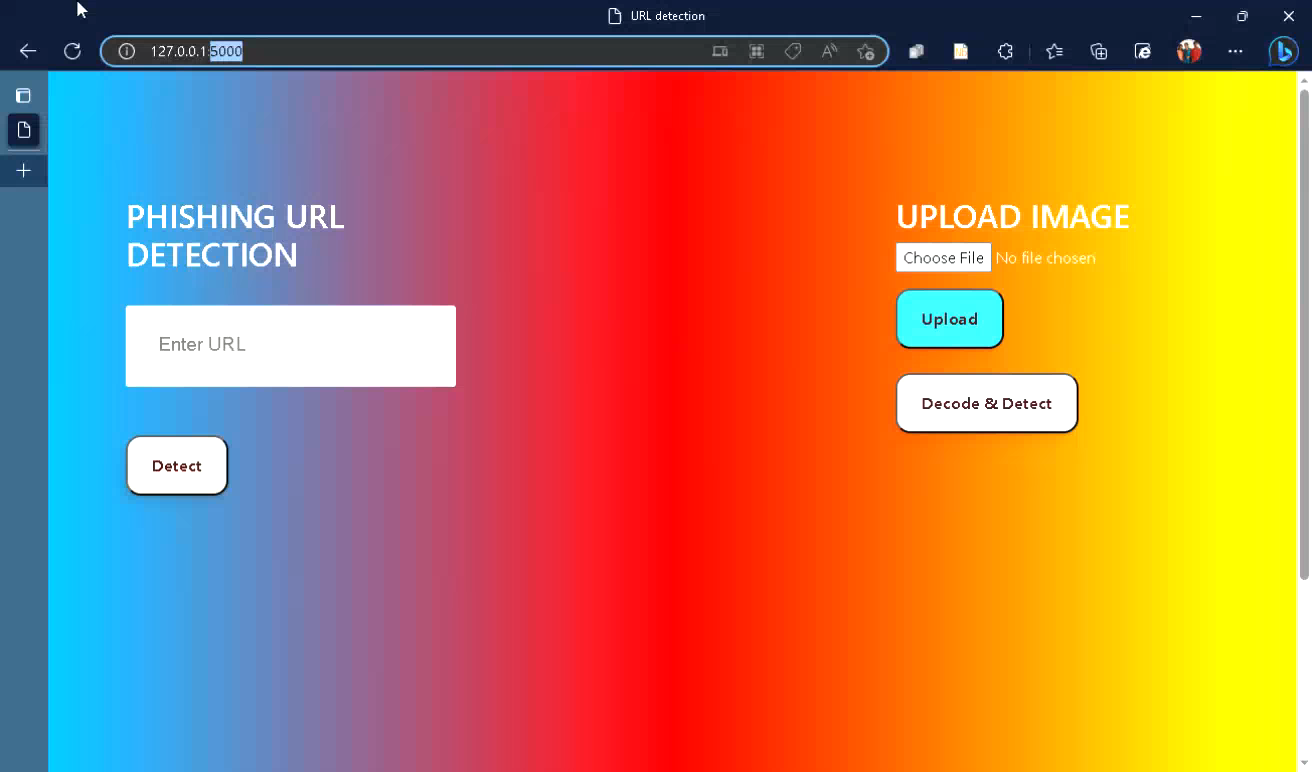 URL detection
127.0.0.1:5000
PHISHING URL
DETECTION
Enter URL
Detect
UPLOAD IMAGE
Choose File No file chosen
Upload
Decode & Detect